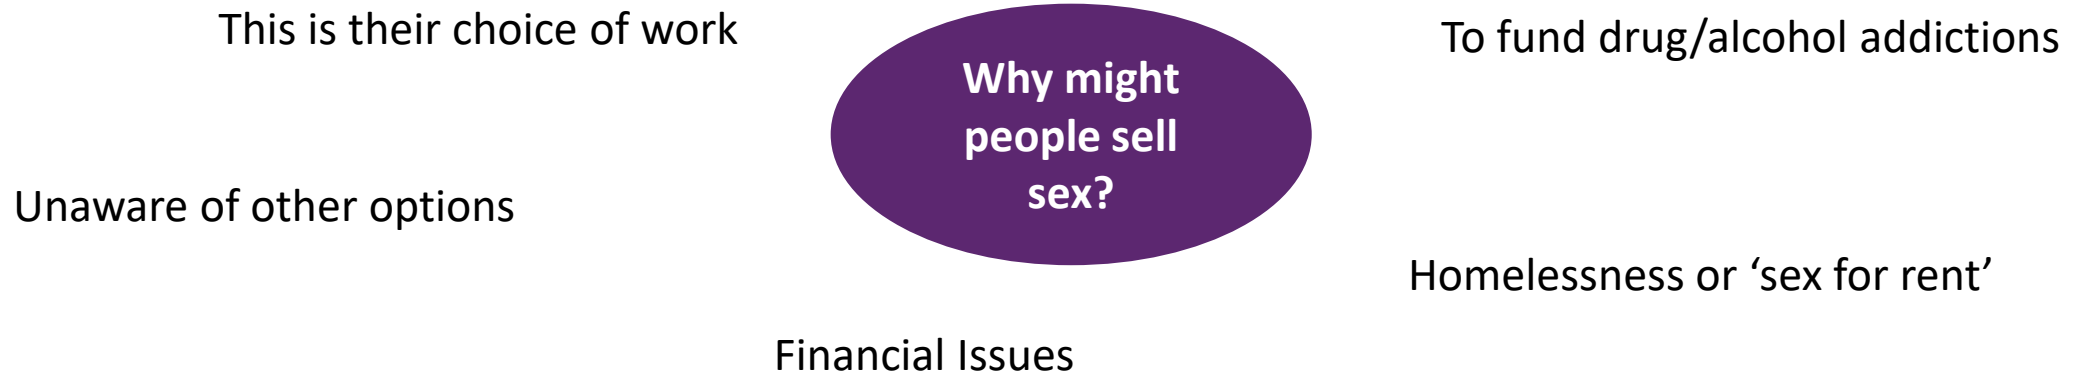 This is their choice of work
To fund drug/alcohol addictions
Why might
people sell
sex?
Unaware of other options
Homelessness or ‘sex for rent’
Financial Issues